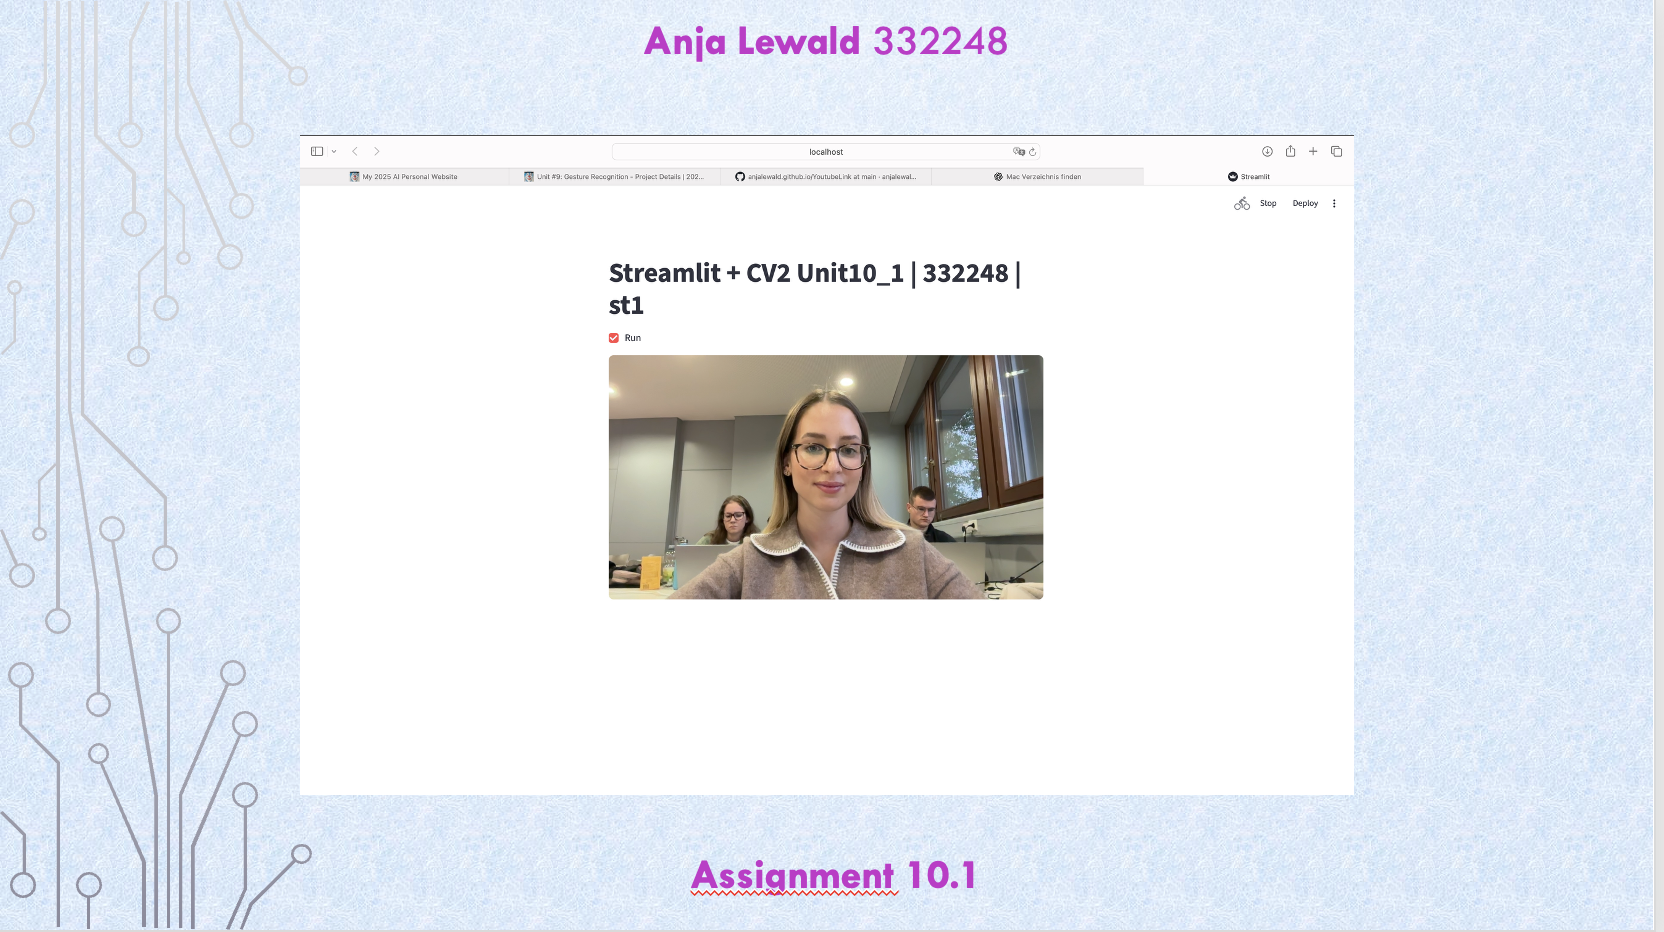 Anja Lewald 332248
localhost
My 2025 AI Personal Website
Unit #9: Gesture Recognition - Project Details | 202...
anjalewald.github.io/YoutubeLink at main · anjalewal...
Mac Verzeichnis finden
Streamlit
Stop
Deploy
Streamlit + CV2 Unit10_1 | 332248 |
st1
Run
Assignment 10.1